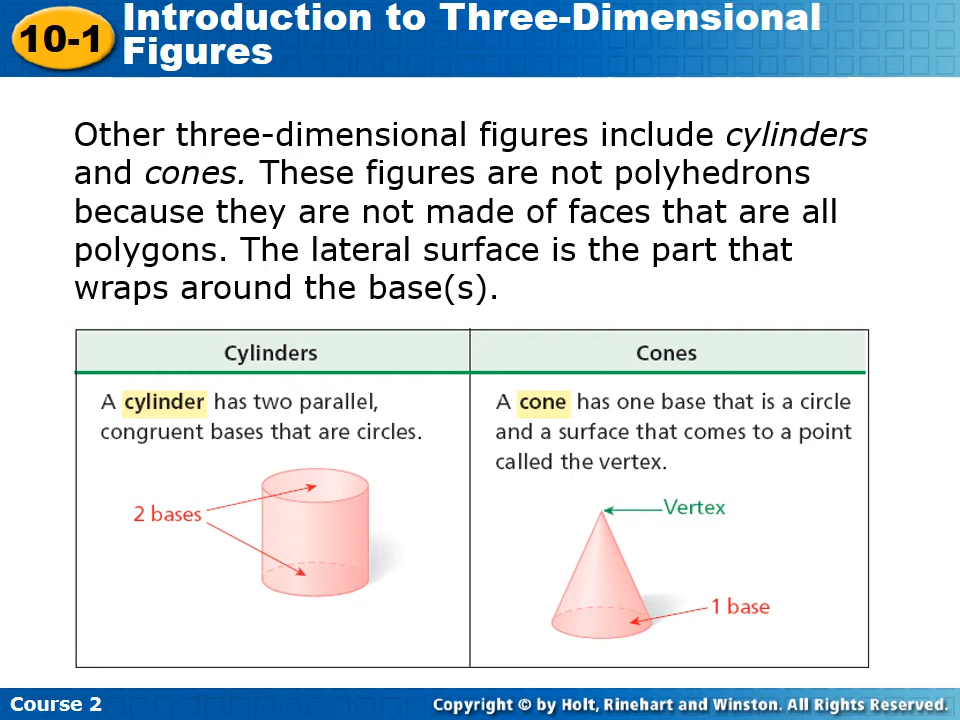 10-1
Introduction to Three-Dimensional
Figures
Other three-dimensional figures include cylinders
and cones. These figures are not polyhedrons
because they are not made of faces that are all
polygons. The lateral surface is the part that
wraps around the base(s).
Cylinders
A cylinder has two parallel,
congruent bases that are circles.
2 bases
Cones
A cone has one base that is a circle
and a surface that comes to a point
called the vertex.
Vertex
1 base
Course 2
Copyright © by Holt, Rinehart and Winston. All Rights Reserved.